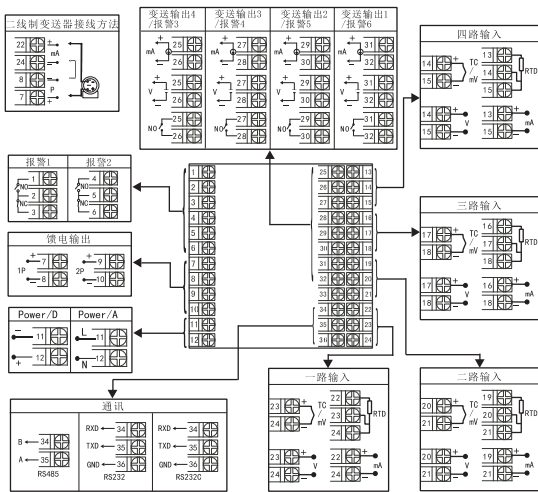 二线制变送器接线方法
22 + mA
24 -
8 - P
7 +
变送输出4/报警3 变送输出3/报警4 变送输出2/报警5 变送输出1/报警6
mA 25 26 mA 27 28 mA 29 30 mA 31 32
V 25 26 V 27 28 V 29 30 V 31 32
NO 25 26 NO 27 28 NO 29 30 NO 31 32
四路输入
14 + 15 - TC/mV 13 14 15 RTD
14 + 15 - V 13 + 15 - mA
报警1 报警2
NO 1 NO 4
NC 2 NC 5
3 6
馈电输出
1P + 7 - 8 2P + 9 - 10
Power/D Power/A
- 11 L 11
+ 12 N 12
1 25 13
2 26 14
3 27 15
4 28 16
5 29 17
6 30 18
7 31 19
8 32 20
9 33 21
10 34 22
11 35 23
12 36 24
三路输入
17 + 18 - TC/mV 16 17 18 RTD
17 + 18 - V 16 + 18 - mA
通讯
B 34 RXD 34 RXD 34
A 35 TXD 35 TXD 35
RS485 GND 36 GND 36
RS232 RS232C
一路输入
23 + 24 - TC/mV 22 23 24 RTD
23 + 24 - V 22 + 24 - mA
二路输入
20 + 21 - TC/mV 19 20 21 RTD
20 + 21 - V 19 + 21 - mA